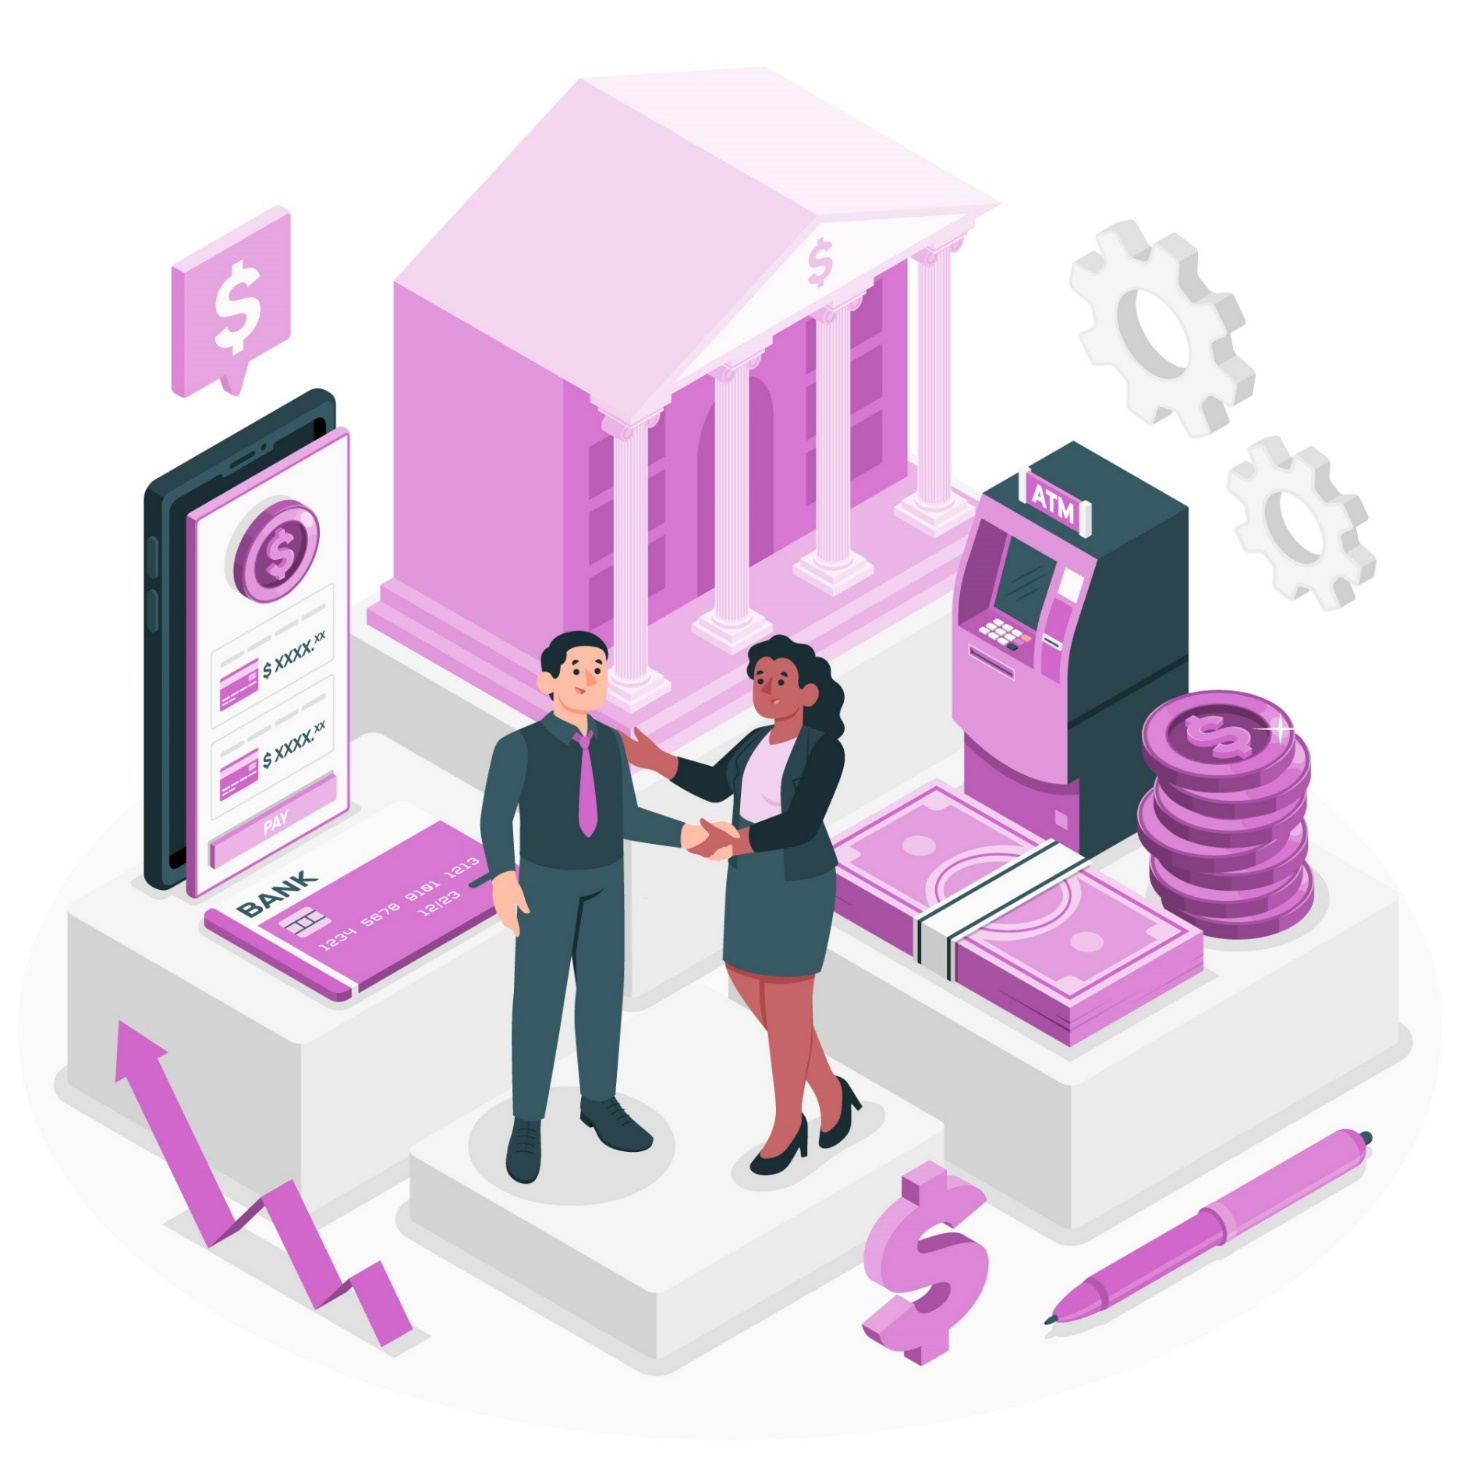 $
$
$
$ XXXX.xx
$ XXXX.xx
PAY
BANK
1234 5678 9101 1213
12/23
ATM
$
$